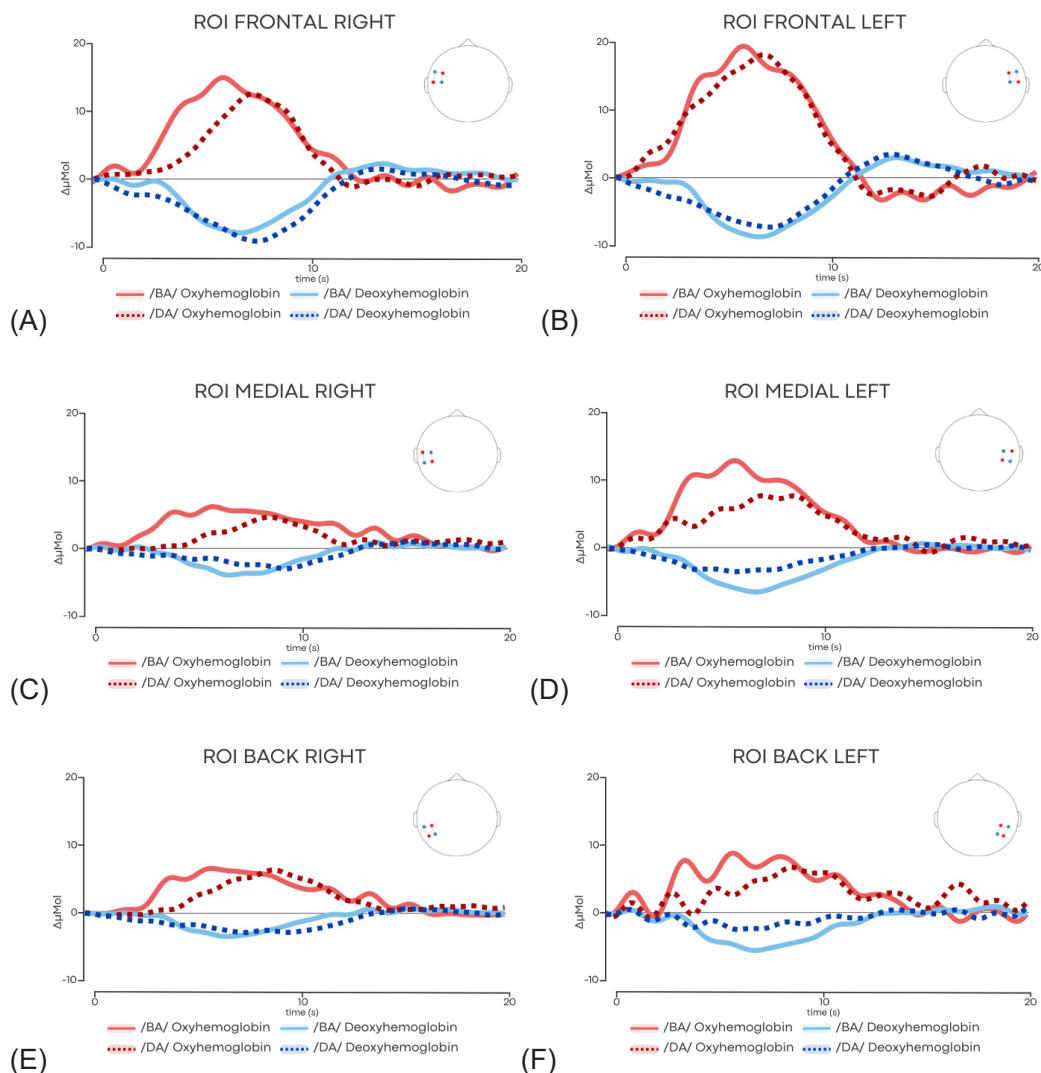 ROI FRONTAL RIGHT
20
10
0
-10
ΔμMol
0
10
20
time (s)
/BA/ Oxyhemoglobin
/BA/ Deoxyhemoglobin
/DA/ Oxyhemoglobin
/DA/ Deoxyhemoglobin
(A)
ROI FRONTAL LEFT
20
10
0
-10
ΔμMol
0
10
20
time (s)
/BA/ Oxyhemoglobin
/BA/ Deoxyhemoglobin
/DA/ Oxyhemoglobin
/DA/ Deoxyhemoglobin
(B)
ROI MEDIAL RIGHT
20
10
0
-10
ΔμMol
0
10
20
time (s)
/BA/ Oxyhemoglobin
/BA/ Deoxyhemoglobin
/DA/ Oxyhemoglobin
/DA/ Deoxyhemoglobin
(C)
ROI MEDIAL LEFT
20
10
0
-10
ΔμMol
0
10
20
time (s)
/BA/ Oxyhemoglobin
/BA/ Deoxyhemoglobin
/DA/ Oxyhemoglobin
/DA/ Deoxyhemoglobin
(D)
ROI BACK RIGHT
20
10
0
-10
ΔμMol
0
10
20
time (s)
/BA/ Oxyhemoglobin
/BA/ Deoxyhemoglobin
/DA/ Oxyhemoglobin
/DA/ Deoxyhemoglobin
(E)
ROI BACK LEFT
20
10
0
-10
ΔμMol
0
10
20
time (s)
/BA/ Oxyhemoglobin
/BA/ Deoxyhemoglobin
/DA/ Oxyhemoglobin
/DA/ Deoxyhemoglobin
(F)